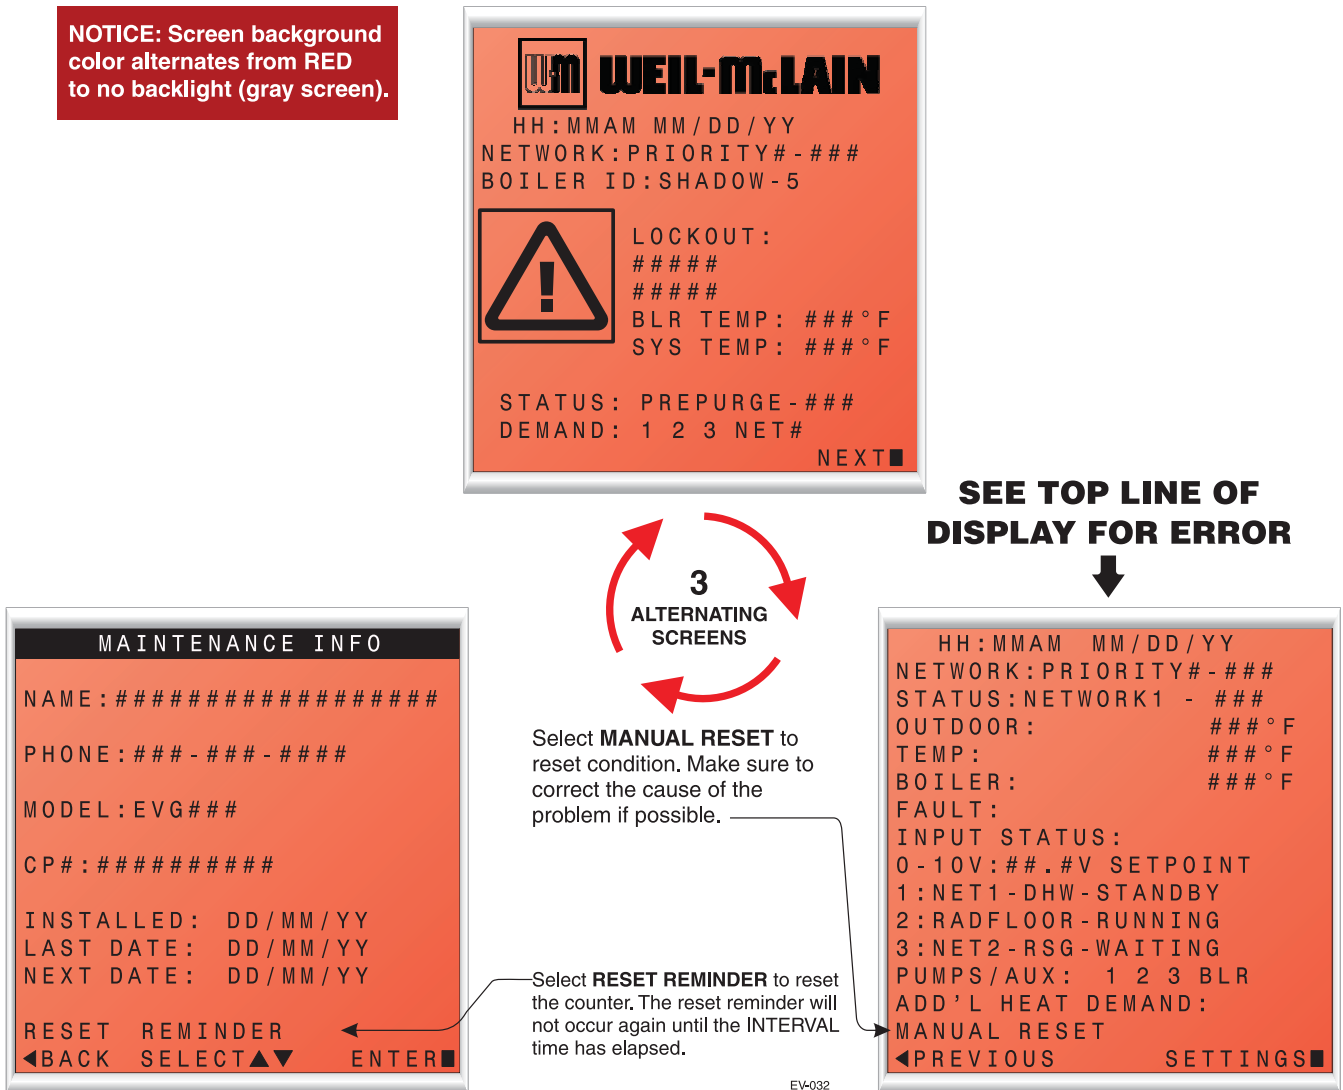 NOTICE: Screen background
color alternates from RED
to no backlight (gray screen).
WM WEIL-McLAIN
HH:MMAM MM/DD/YY
NETWORK:PRIORITY#-###
BOILER ID:SHADOW-5
LOCKOUT:
#####
#####
BLR TEMP: ###°F
SYS TEMP: ###°F
STATUS: PREPURGE-###
DEMAND: 1 2 3 NET#
NEXT■
3
ALTERNATING
SCREENS
SEE TOP LINE OF
DISPLAY FOR ERROR
MAINTENANCE INFO
NAME:##################
PHONE:###-###-####
MODEL:EVG###
CP#:##########
INSTALLED: DD/MM/YY
LAST DATE: DD/MM/YY
NEXT DATE: DD/MM/YY
RESET REMINDER
◀BACK SELECT▲▼ ENTER■
Select MANUAL RESET to
reset condition. Make sure to
correct the cause of the
problem if possible.
Select RESET REMINDER to reset
the counter. The reset reminder will
not occur again until the INTERVAL
time has elapsed.
HH:MMAM MM/DD/YY
NETWORK:PRIORITY#-###
STATUS:NETWORK1 - ###
OUTDOOR: ###°F
TEMP: ###°F
BOILER: ###°F
FAULT:
INPUT STATUS:
0-10V:##.#V SETPOINT
1:NET1-DHW-STANDBY
2:RADFLOOR-RUNNING
3:NET2-RSG-WAITING
PUMPS/AUX: 1 2 3 BLR
ADD'L HEAT DEMAND:
MANUAL RESET
◀PREVIOUS SETTINGS■
EV-032